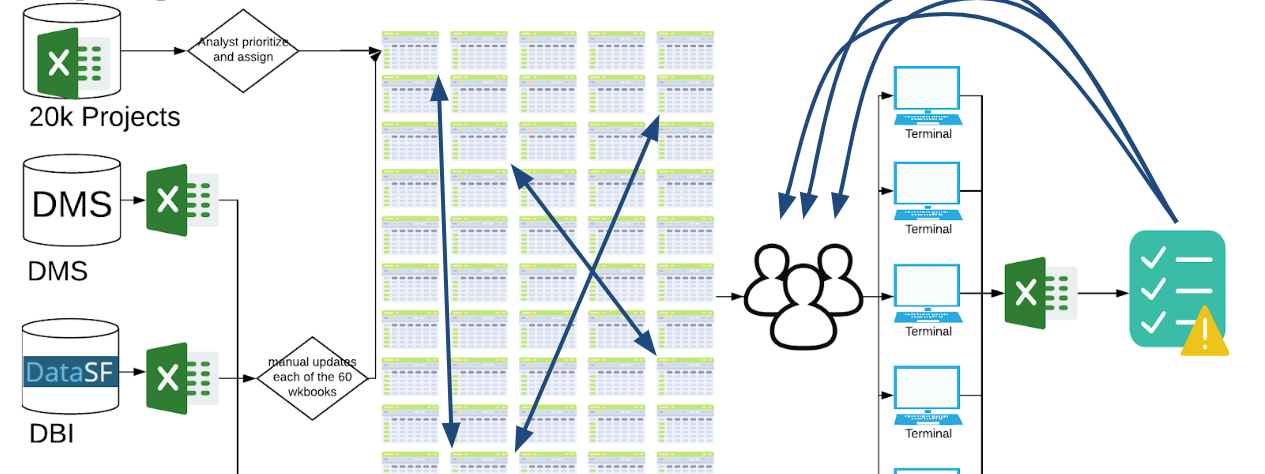 Analyst prioritize
and assign
20k Projects
DMS
DMS
DataSF
DBI
manual updates
each of the 60
wkbooks
Terminal
Terminal
Terminal
Terminal
X
X
X
X